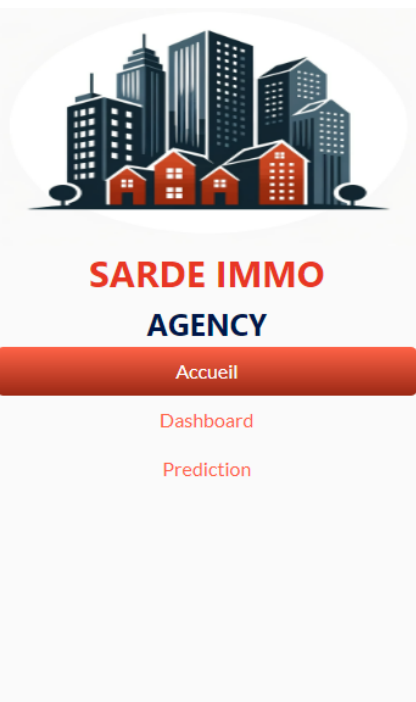 SARDE IMMO
AGENCY
Accueil
Dashboard
Prediction